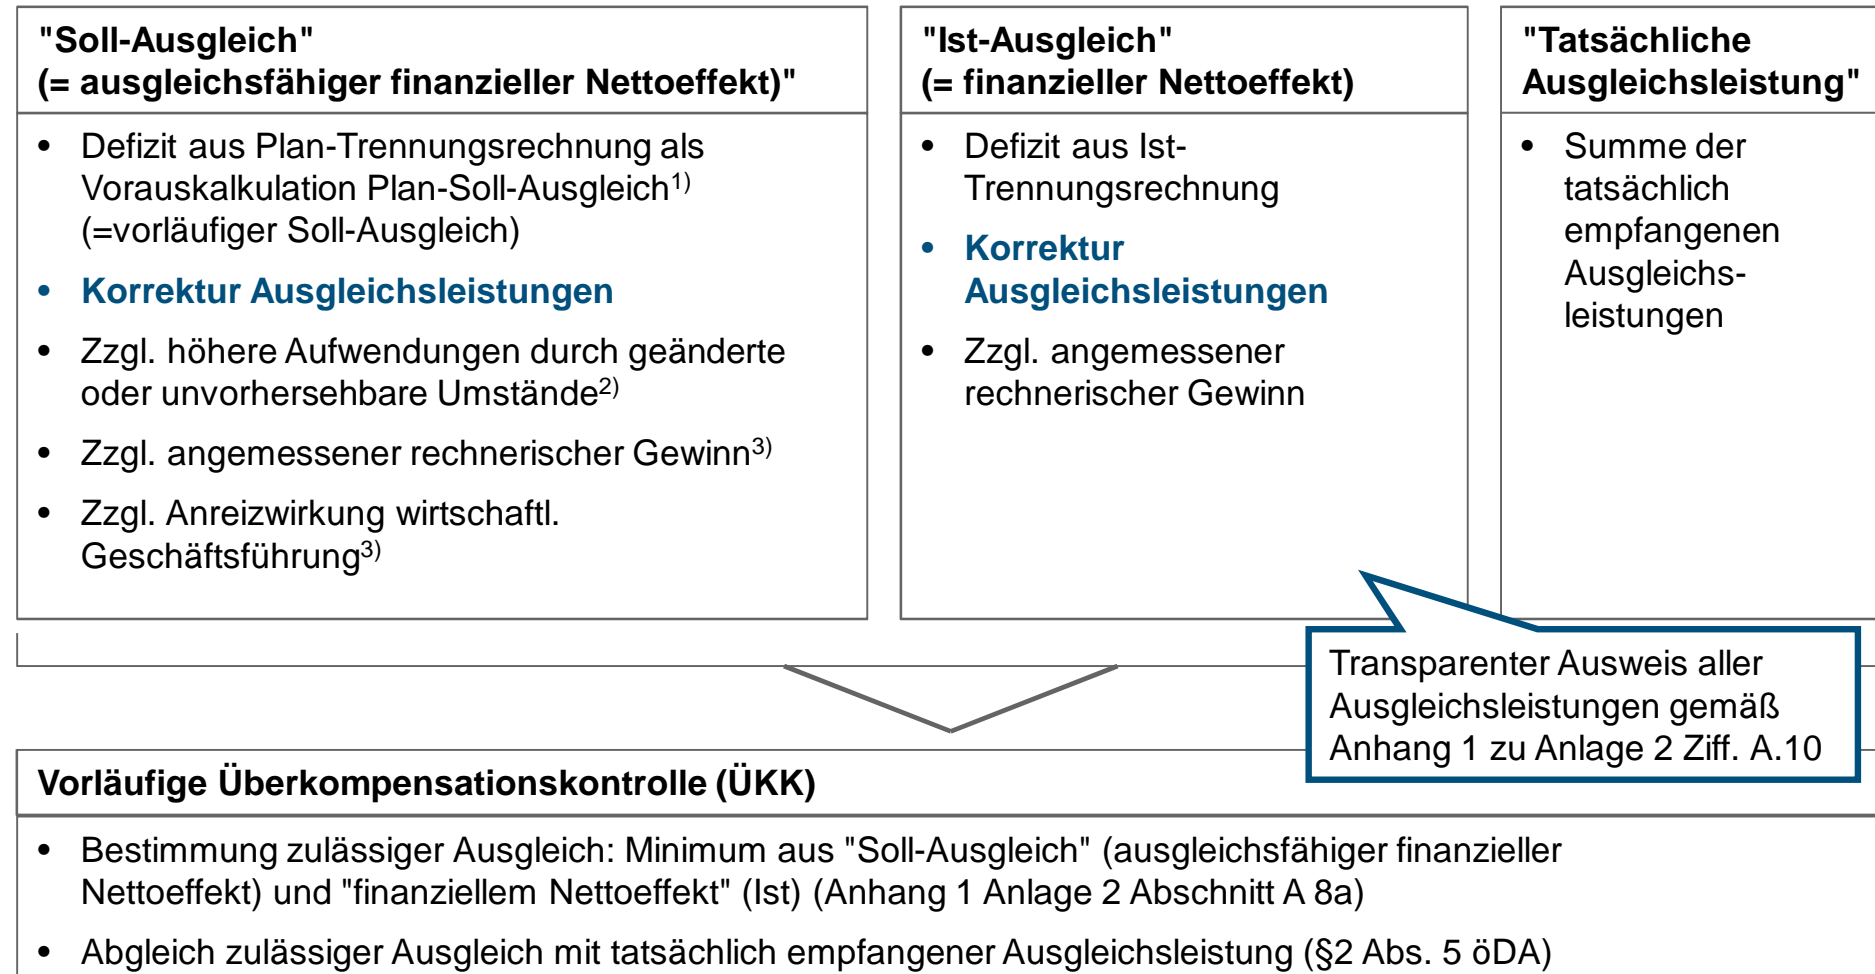 "Soll-Ausgleich"
(= ausgleichsfähiger finanzieller Nettoeffekt)"
• Defizit aus Plan-Trennungsrechnung als
Vorauskalkulation Plan-Soll-Ausgleich1)
(=vorläufiger Soll-Ausgleich)
• Korrektur Ausgleichsleistungen
• Zzgl. höhere Aufwendungen durch geänderte
oder unvorhersehbare Umstände2)
• Zzgl. angemessener rechnerischer Gewinn3)
• Zzgl. Anreizwirkung wirtschaftl.
Geschäftsführung3)
"Ist-Ausgleich"
(= finanzieller Nettoeffekt)
• Defizit aus Ist-
Trennungsrechnung
• Korrektur
Ausgleichsleistungen
• Zzgl. angemessener
rechnerischer Gewinn
"Tatsächliche
Ausgleichsleistung"
• Summe der
tatsächlich
empfangenen
Ausgleichs-
leistungen
Transparenter Ausweis aller
Ausgleichsleistungen gemäß
Anhang 1 zu Anlage 2 Ziff. A.10
Vorläufige Überkompensationskontrolle (ÜKK)
• Bestimmung zulässiger Ausgleich: Minimum aus "Soll-Ausgleich" (ausgleichsfähiger finanzieller
Nettoeffekt) und "finanziellem Nettoeffekt" (Ist) (Anhang 1 Anlage 2 Abschnitt A 8a)
• Abgleich zulässiger Ausgleich mit tatsächlich empfangener Ausgleichsleistung (§2 Abs. 5 öDA)